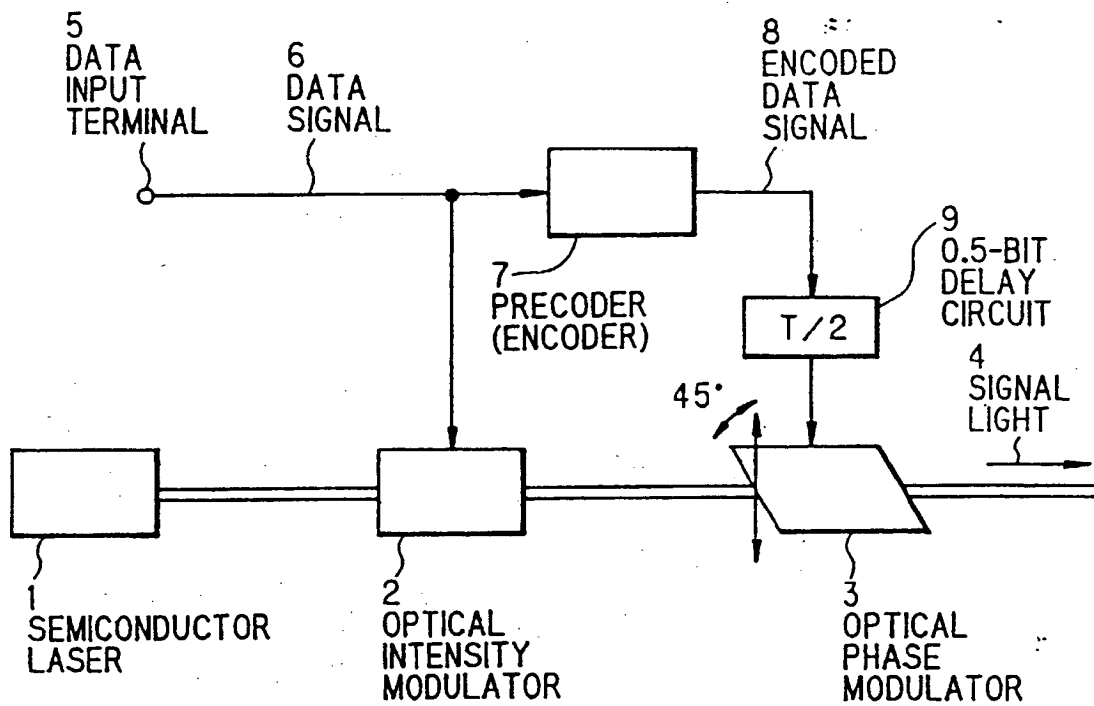 5
DATA
INPUT
TERMINAL
6
DATA
SIGNAL
8
ENCODED
DATA
SIGNAL
7
PRECODER
(ENCODER)
9
0.5-BIT
DELAY
CIRCUIT
T/2
45°
4
SIGNAL
LIGHT
1
SEMICONDUCTOR
LASER
2
OPTICAL
INTENSITY
MODULATOR
3
OPTICAL
PHASE
MODULATOR